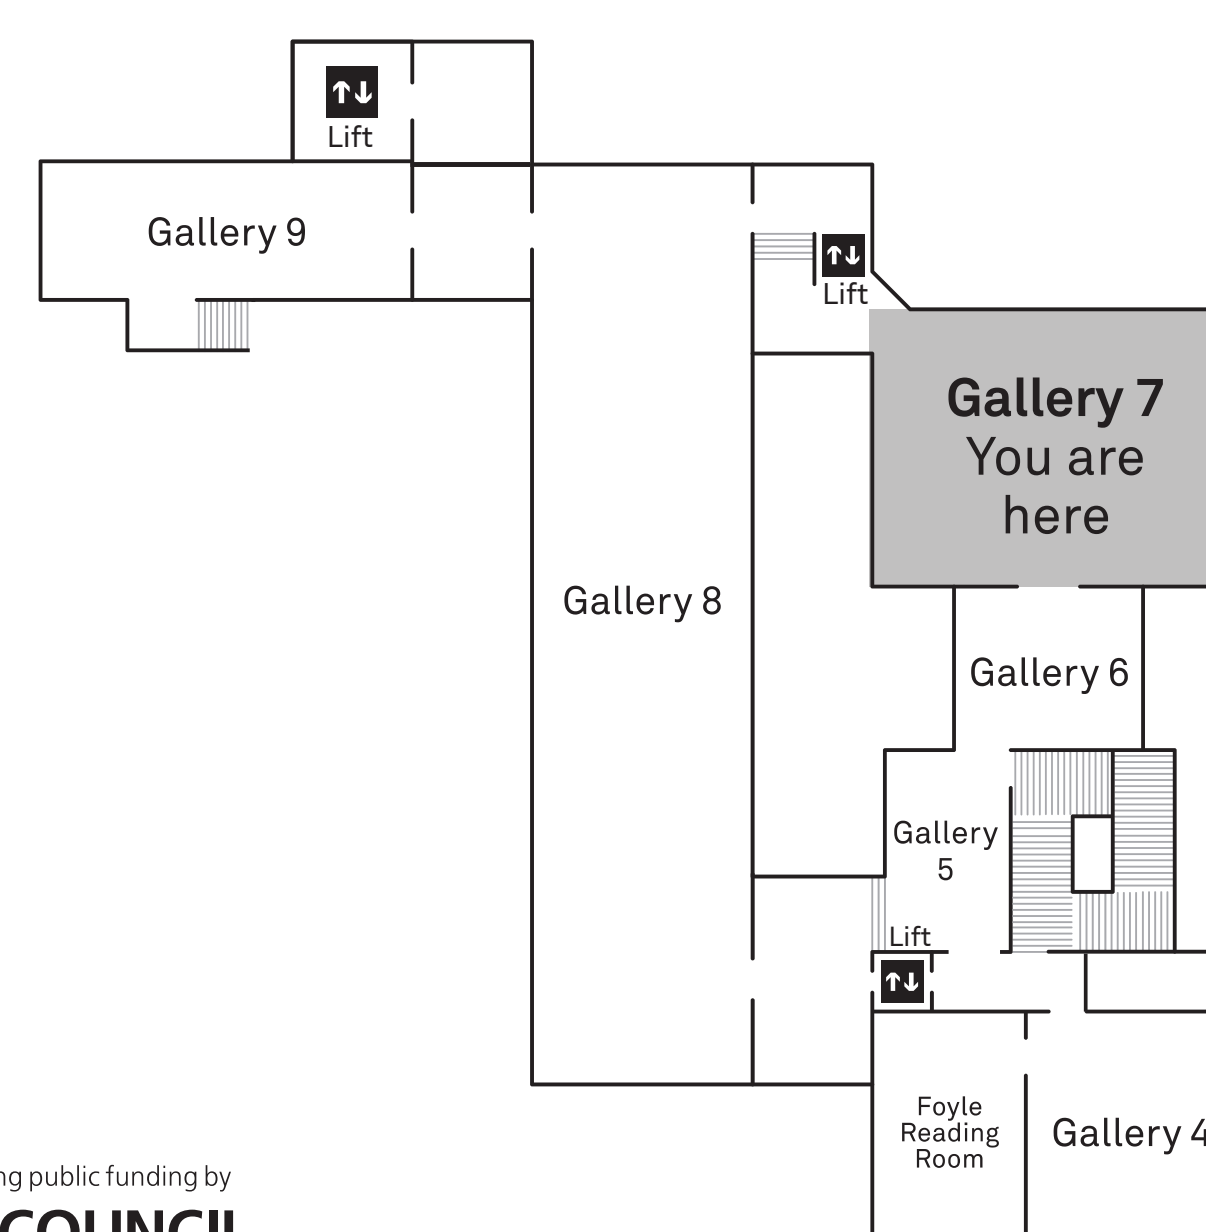 Lift
Gallery 9
Lift
Gallery 7
You are
here
Gallery 8
Gallery 6
Gallery
5
Lift
Foyle
Reading
Room
Gallery 4
ng public funding by
COUNCIL